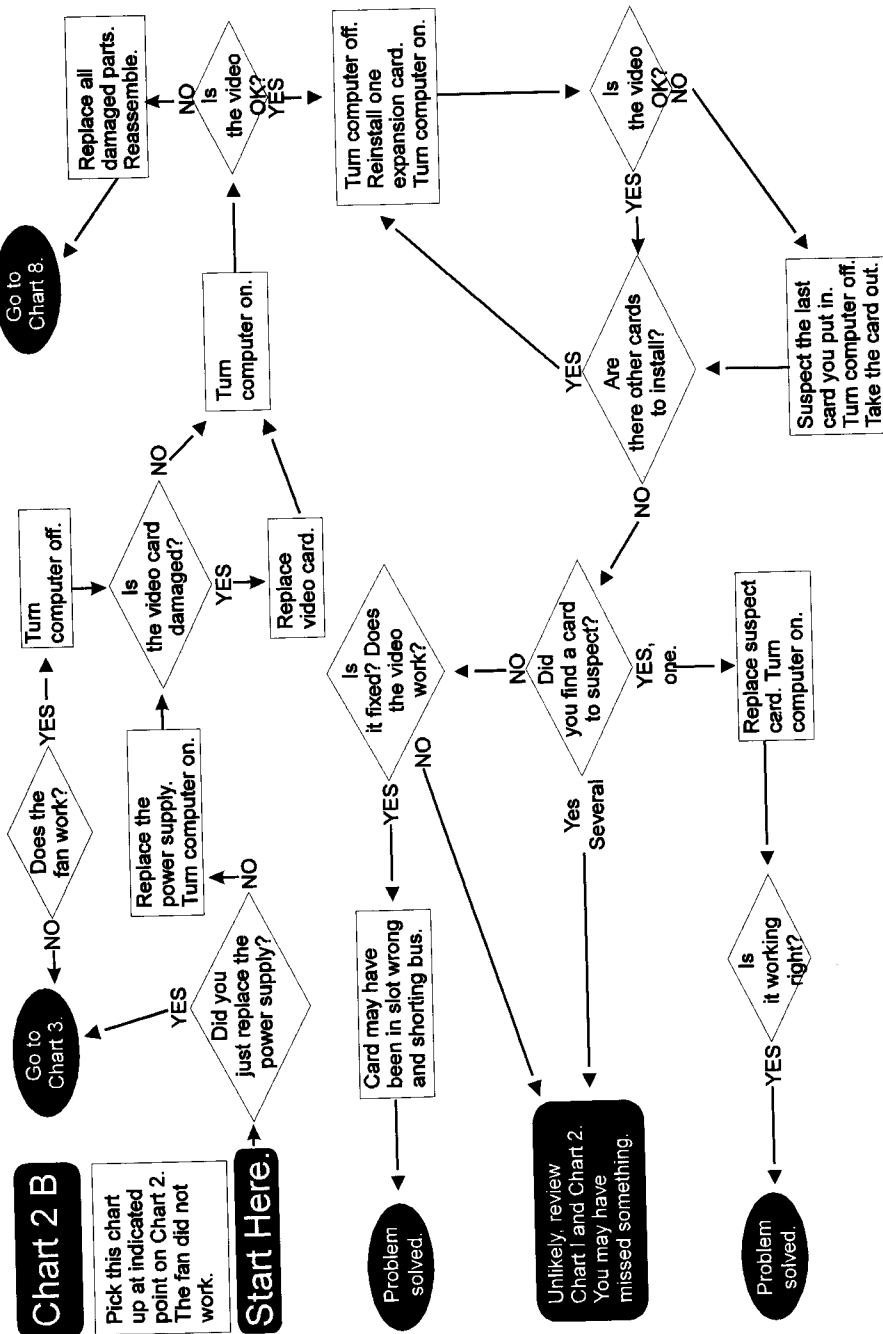 Chart 2 B
Pick this chart
up at indicated
point on Chart 2.
The fan did not
work.
Start Here.
Did you
just replace the
power supply?
YES
NO
Go to
Chart 3.
Replace the
power supply.
Turn computer on.
Does the
fan work?
NO
YES
Turn
computer off.
Is
the video card
damaged?
NO
YES
Replace
video card.
Turn
computer on.
Is
the video
OK?
NO
YES
Replace all
damaged parts.
Reassemble.
Go to
Chart 8.
Turn computer off.
Reinstall one
expansion card.
Turn computer on.
Is
the video
OK?
YES
NO
Suspect the last
card you put in.
Turn computer off.
Take the card out.
Are
there other cards
to install?
YES
NO
Did
you find a card
to suspect?
NO
YES,
one.
Yes
Several
Is
it fixed? Does
the video
work?
YES
NO
Card may have
been in slot wrong
and shorting bus.
Problem
solved.
Unlikely, review
Chart I and Chart 2.
You may have
missed something.
Replace suspect
card. Turn
computer on.
Is
it working
right?
YES
Problem
solved.